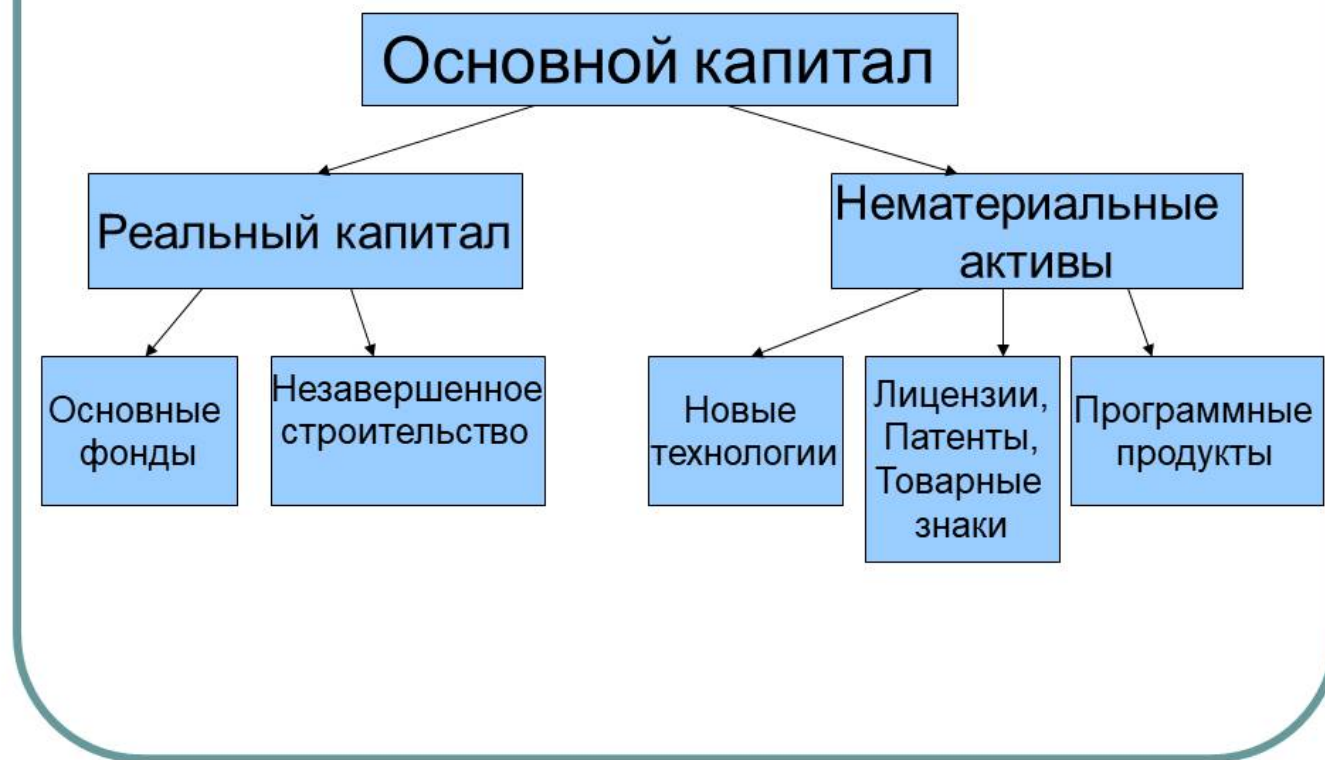 Основной капитал
Реальный капитал
Нематериальные
активы
Основные
фонды
Незавершенное
строительство
Новые
технологии
Лицензии,
Патенты,
Товарные
знаки
Программные
продукты